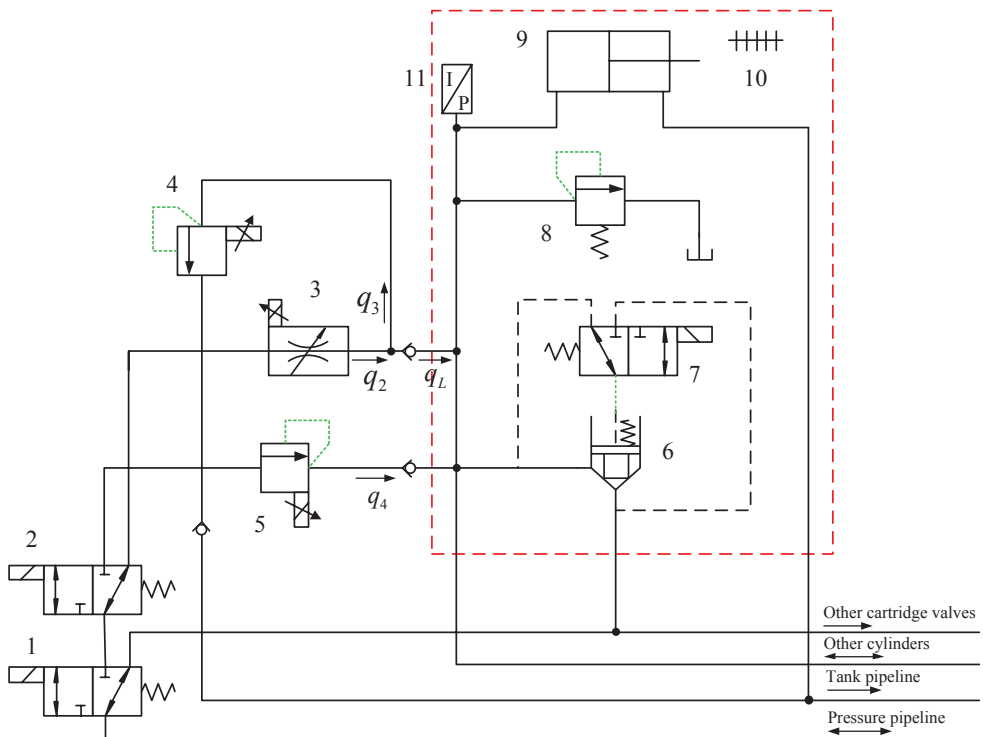 9
10
11
I
P
4
8
3
q3
q2
qL
7
6
5
q4
2
1
Other cartridge valves
Other cylinders
Tank pipeline
Pressure pipeline